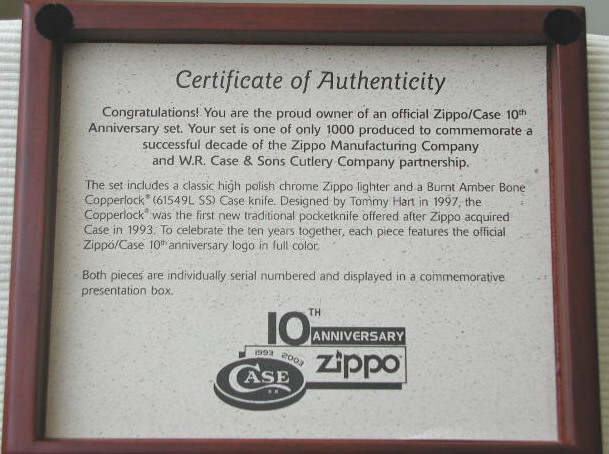 Certificate of Authenticity
Congratulations! You are the proud owner of an official Zippo/Case 10th
Anniversary set. Your set is one of only 1000 produced to commemorate a
successful decade of the Zippo Manufacturing Company
and W.R. Case & Sons Cutlery Company partnership.
The set includes a classic high polish chrome Zippo lighter and a Burnt Amber Bone
Copperlock® (61549L SS) Case knife. Designed by Tommy Hart in 1997, the
Copperlock® was the first new traditional pocketknife offered after Zippo acquired
Case in 1993. To celebrate the ten years together, each piece features the official
Zippo/Case 10th anniversary logo in full color.
Both pieces are individually serial numbered and displayed in a commemorative
presentation box.
10TH
ANNIVERSARY
1993 2003
CASE
zippo